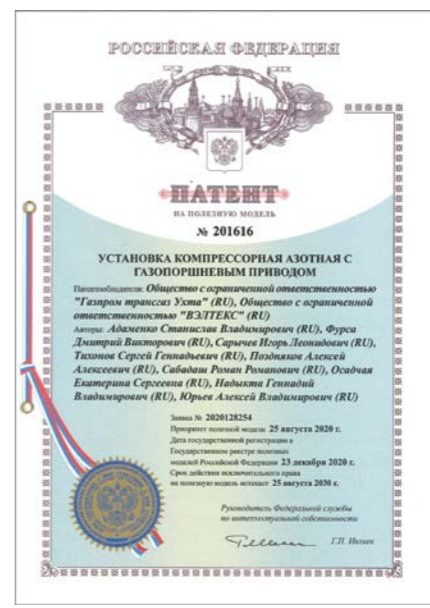 РОССИЙСКАЯ ФЕДЕРАЦИЯ
ПАТЕНТ
НА ПОЛЕЗНУЮ МОДЕЛЬ
№ 201616
УСТАНОВКА КОМПРЕССОРНАЯ АЗОТНАЯ С
ГАЗОПОРШНЕВЫМ ПРИВОДОМ
Патентообладатели: Общество с ограниченной ответственностью
"Газпром трансгаз Ухта" (RU), Общество с ограниченной
ответственностью "ВЭЛТЕКС" (RU)
Авторы: Адаменко Станислав Владимирович (RU), Фурса
Дмитрий Викторович (RU), Сарычев Игорь Леонидович (RU),
Тихонов Сергей Геннадьевич (RU), Поздняков Алексей
Алексеевич (RU), Сабадаш Роман Романович (RU), Осадчая
Екатерина Сергеевна (RU), Надыкта Геннадий
Владимирович (RU), Юрьев Алексей Владимирович (RU)
Заявка № 2020128254
Приоритет полезной модели 25 августа 2020 г.
Дата государственной регистрации в
Государственном реестре полезных
моделей Российской Федерации 23 декабря 2020 г.
Срок действия исключительного права
на полезную модель истекает 25 августа 2030 г.
Руководитель Федеральной службы
по интеллектуальной собственности
Г.П. Ивлиев